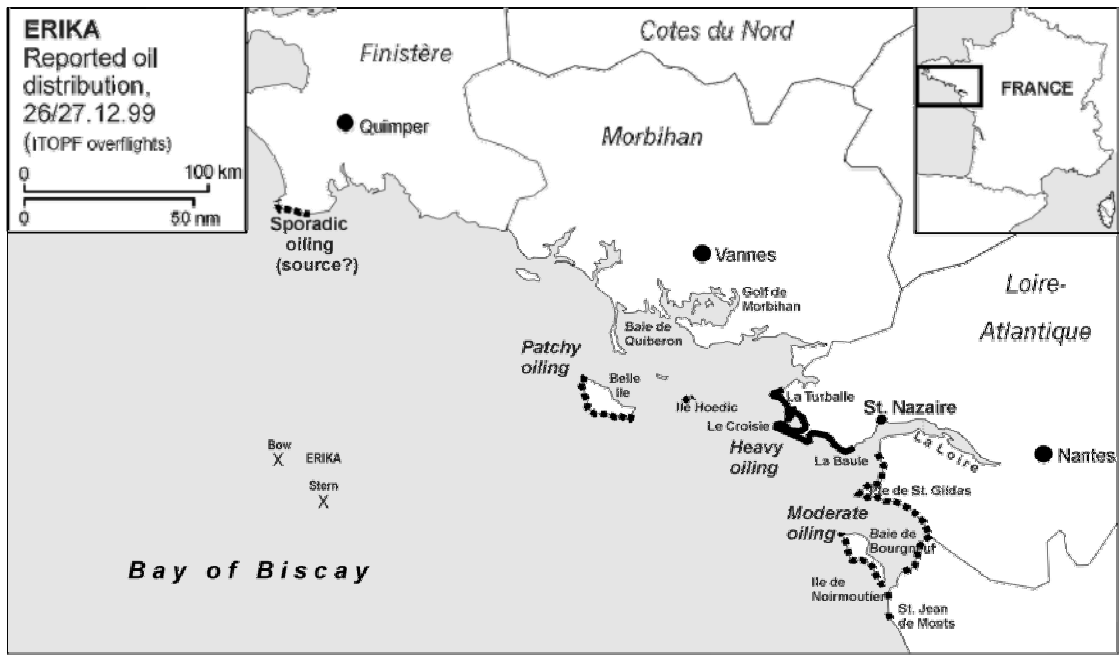 ERIKA
Reported oil
distribution,
26/27.12.99
(ITOPF overflights)
0 100 km
0 50 nm
Finistère
Cotes du Nord
FRANCE
Quimper
Morbihan
Sporadic
oiling
(source?)
Vannes
Loire-
Atlantique
Golf de
Morbihan
Baie de
Quiberon
Patchy
oiling
Belle
Ile
Ile Hoedic
La Turballe
Le Croisie
St. Nazaire
Heavy
oiling
La Baule
La Loire
Nantes
Bow
X
ERIKA
Stern
X
Pte de St. Gildas
Moderate
oiling
Baie de
Bourgneuf
Bay of Biscay
Ile de
Noirmoutier
St. Jean
de Monts